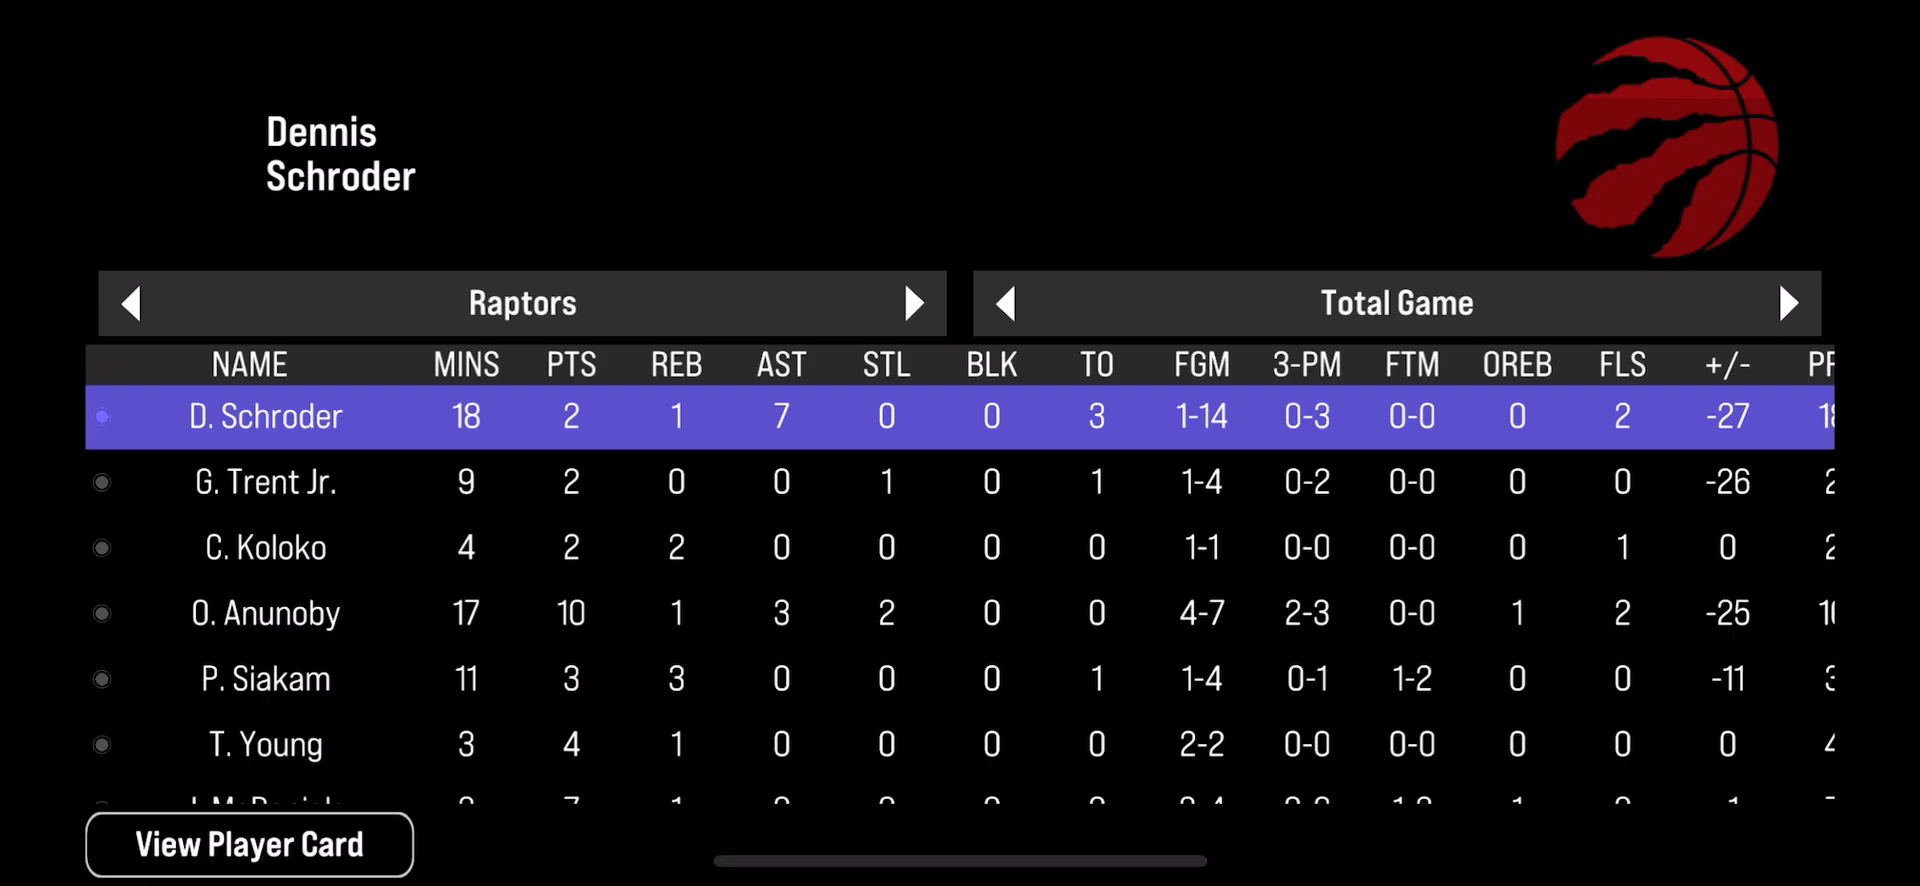 Dennis
Schroder
Raptors Total Game
NAME MINS PTS REB AST STL BLK TO FGM 3-PM FTM OREB FLS +/-
D. Schroder 18 2 1 7 0 0 3 1-14 0-3 0-0 0 2 -27
G. Trent Jr. 9 2 0 0 1 0 1 1-4 0-2 0-0 0 0 -26
C. Koloko 4 2 2 0 0 0 0 1-1 0-0 0-0 0 1 0
O. Anunoby 17 10 1 3 2 0 0 4-7 2-3 0-0 1 2 -25
P. Siakam 11 3 3 0 0 0 1 1-4 0-1 1-2 0 0 -11
T. Young 3 4 1 0 0 0 0 2-2 0-0 0-0 0 0 0
View Player Card